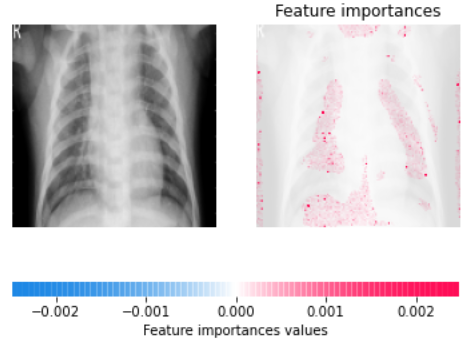 Feature importances
R
R
−0.002 −0.001 0.000 0.001 0.002
Feature importances values